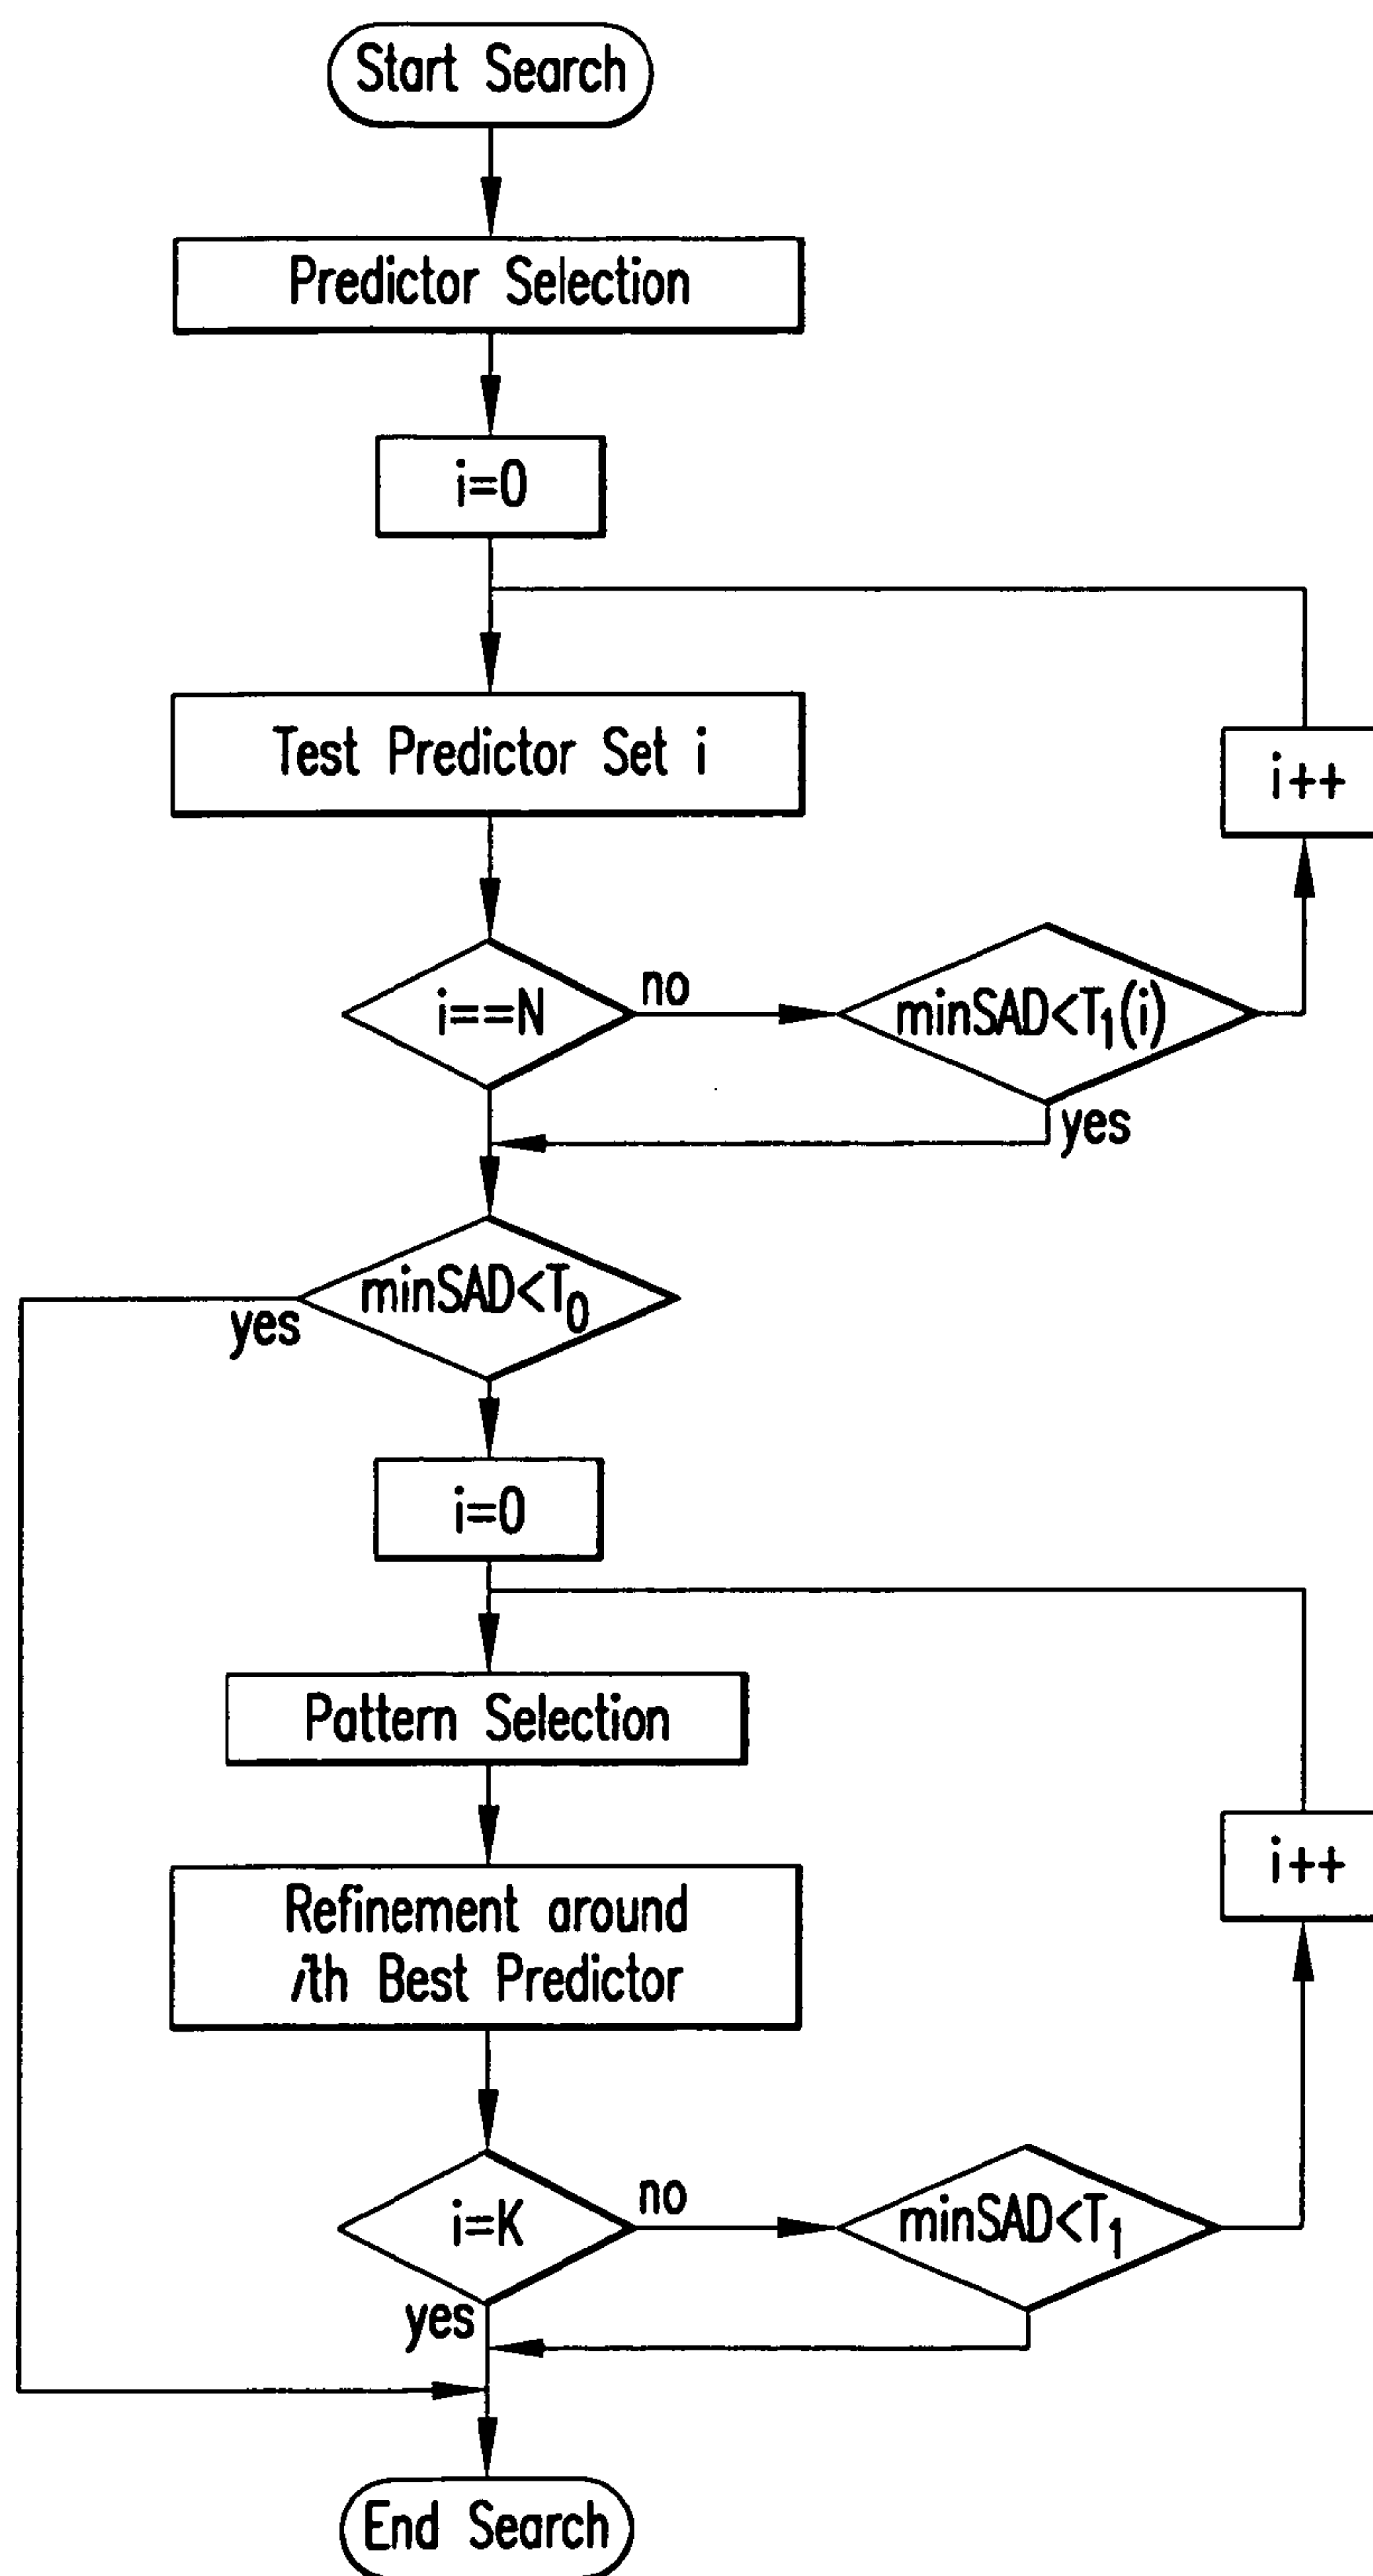 Start Search
Predictor Selection
i=0
Test Predictor Set i
i++
i==N
no
minSAD<T₁(i)
yes
minSAD<T₀
yes
i=0
Pattern Selection
Refinement around
ith Best Predictor
i++
i=K
no
minSAD<T₁
yes
End Search